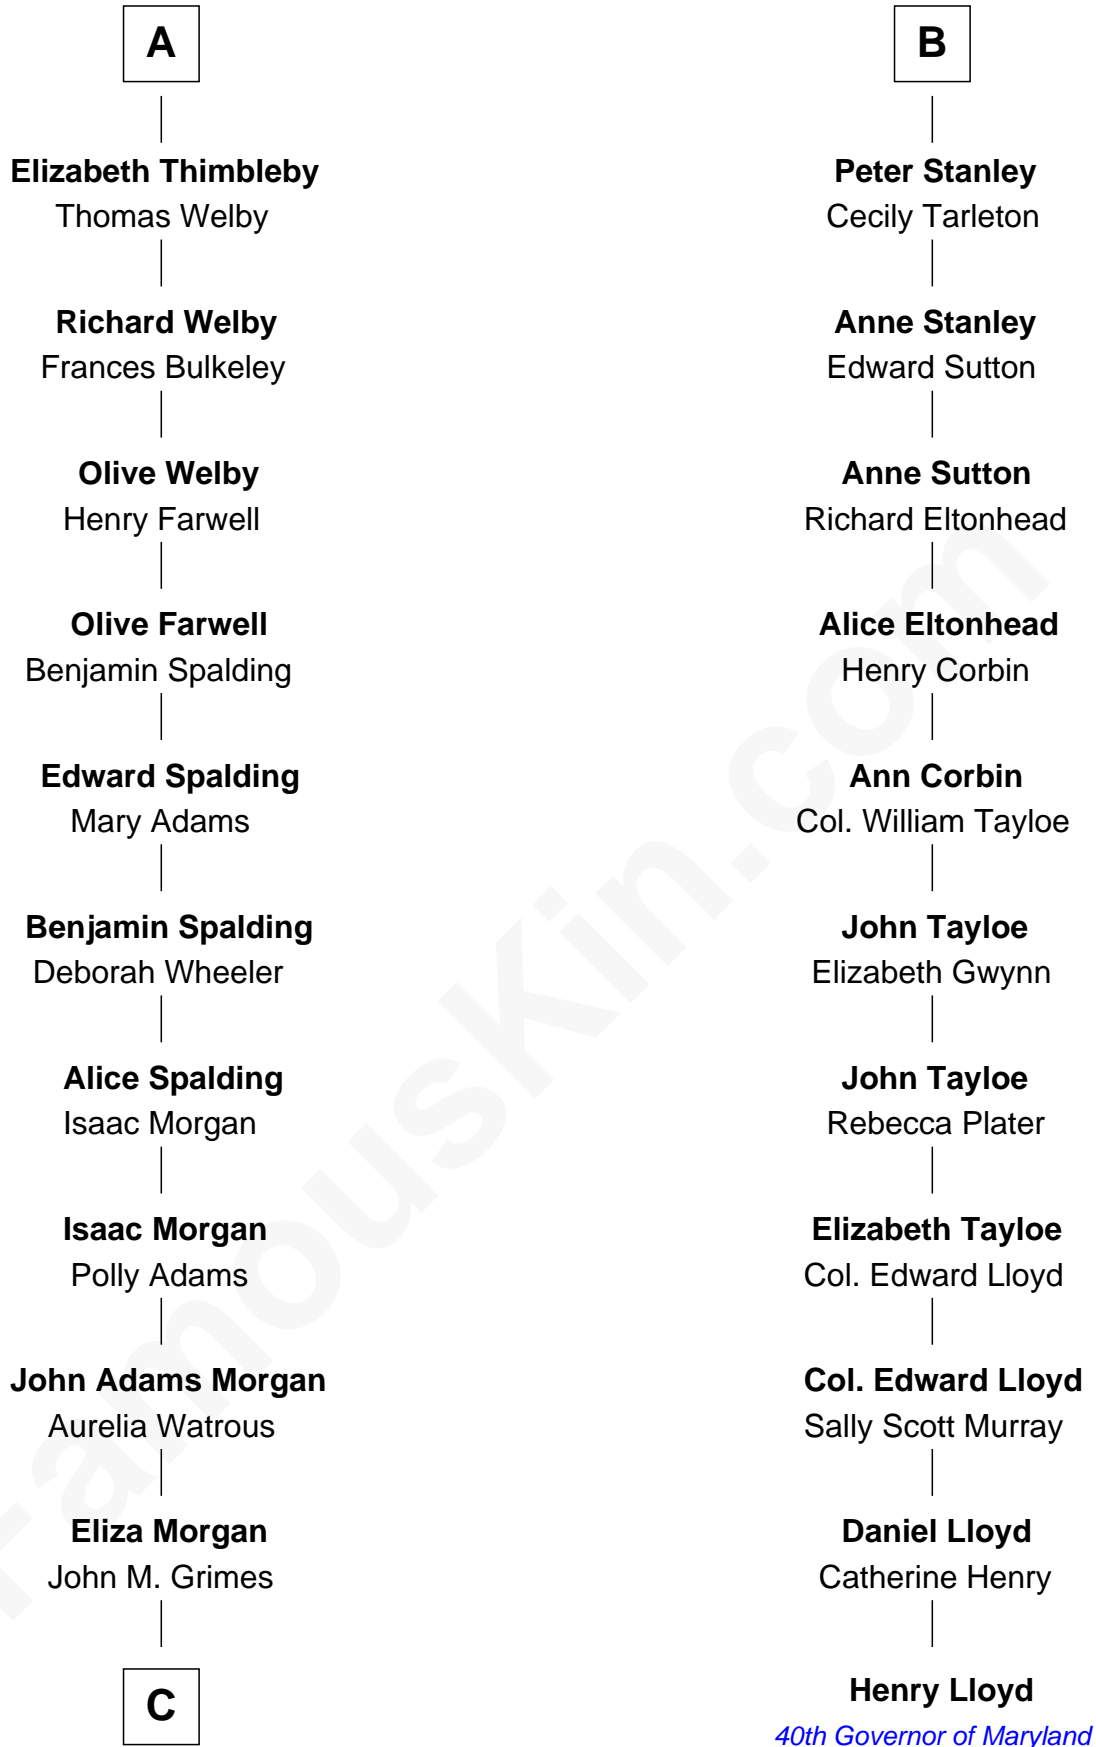 A
Elizabeth Thimbleby
Thomas Welby
Richard Welby
Frances Bulkeley
Olive Welby
Henry Farwell
Olive Farwell
Benjamin Spalding
Edward Spalding
Mary Adams
Benjamin Spalding
Deborah Wheeler
Alice Spalding
Isaac Morgan
Isaac Morgan
Polly Adams
John Adams Morgan
Aurelia Watrous
Eliza Morgan
John M. Grimes
C
B
Peter Stanley
Cecily Tarleton
Anne Stanley
Edward Sutton
Anne Sutton
Richard Eltonhead
Alice Eltonhead
Henry Corbin
Ann Corbin
Col. William Tayloe
John Tayloe
Elizabeth Gwynn
John Tayloe
Rebecca Plater
Elizabeth Tayloe
Col. Edward Lloyd
Col. Edward Lloyd
Sally Scott Murray
Daniel Lloyd
Catherine Henry
Henry Lloyd
40th Governor of Maryland
FamousKin.com